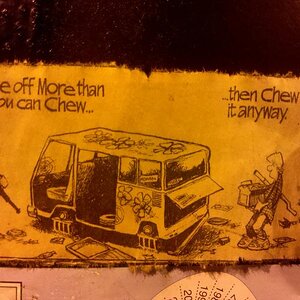 e off More than
ou can Chew...
...then Chew
it anyway.